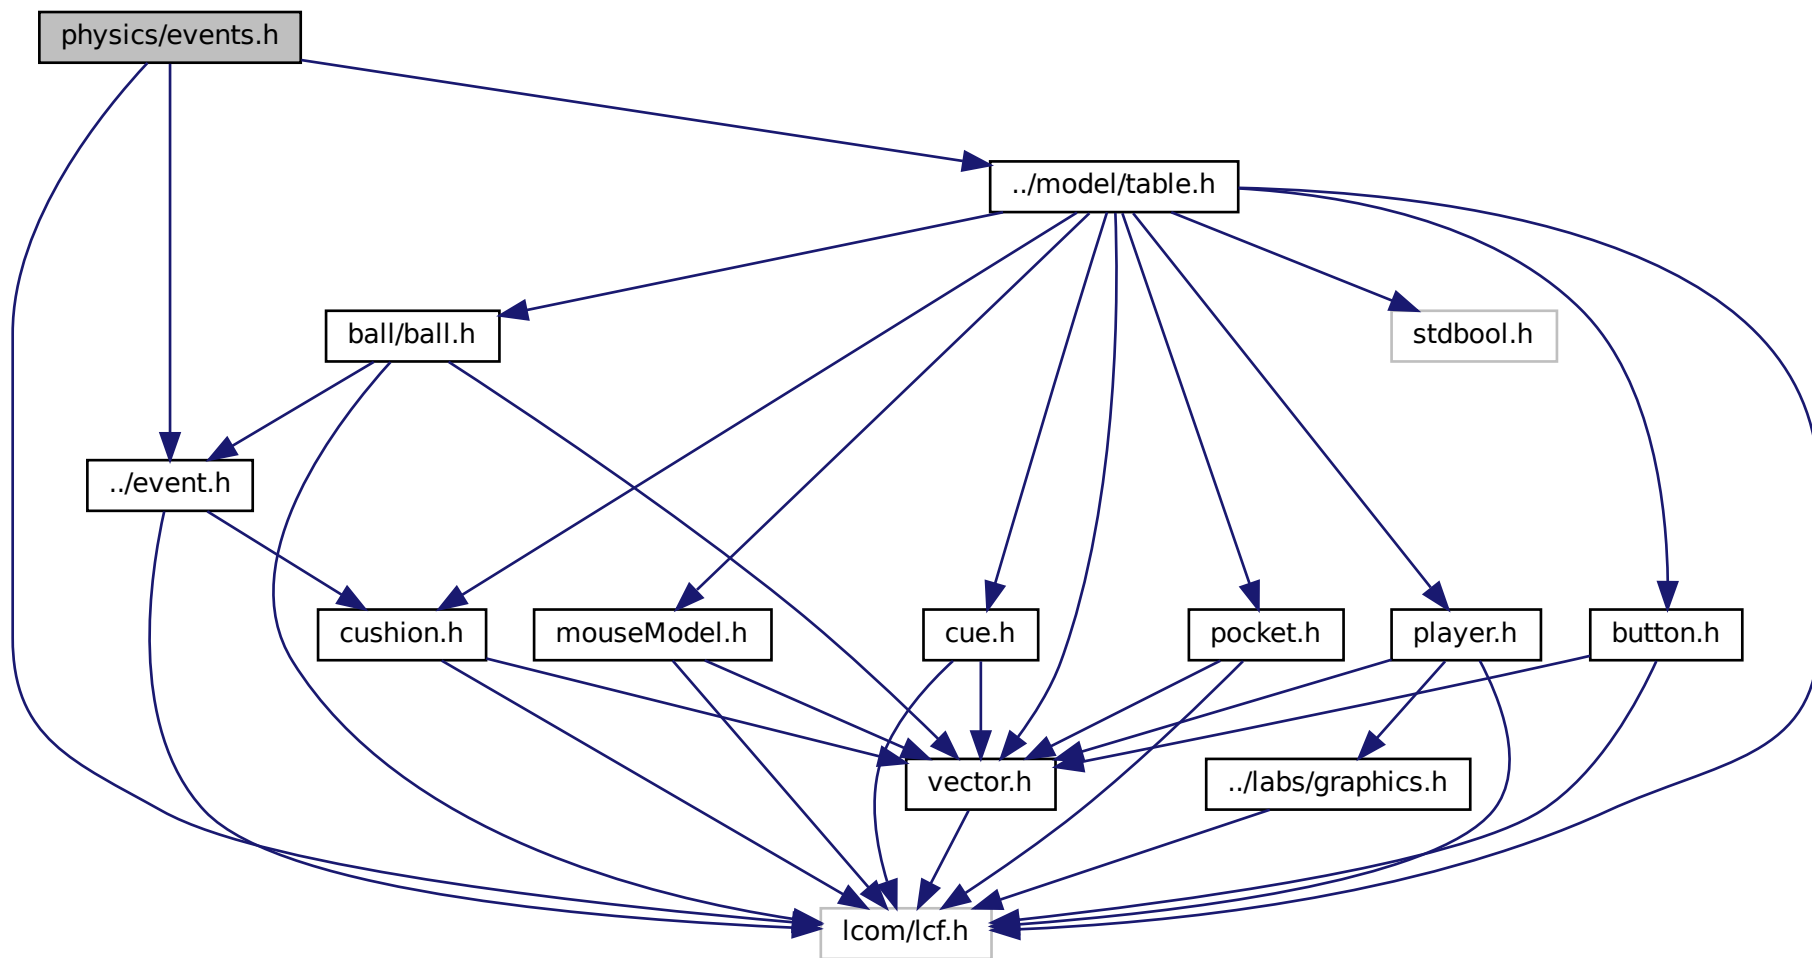 physics/events.h
../model/table.h
ball/ball.h
stdbool.h
../event.h
cushion.h
mouseModel.h
cue.h
pocket.h
player.h
button.h
vector.h
../labs/graphics.h
lcom/lcf.h